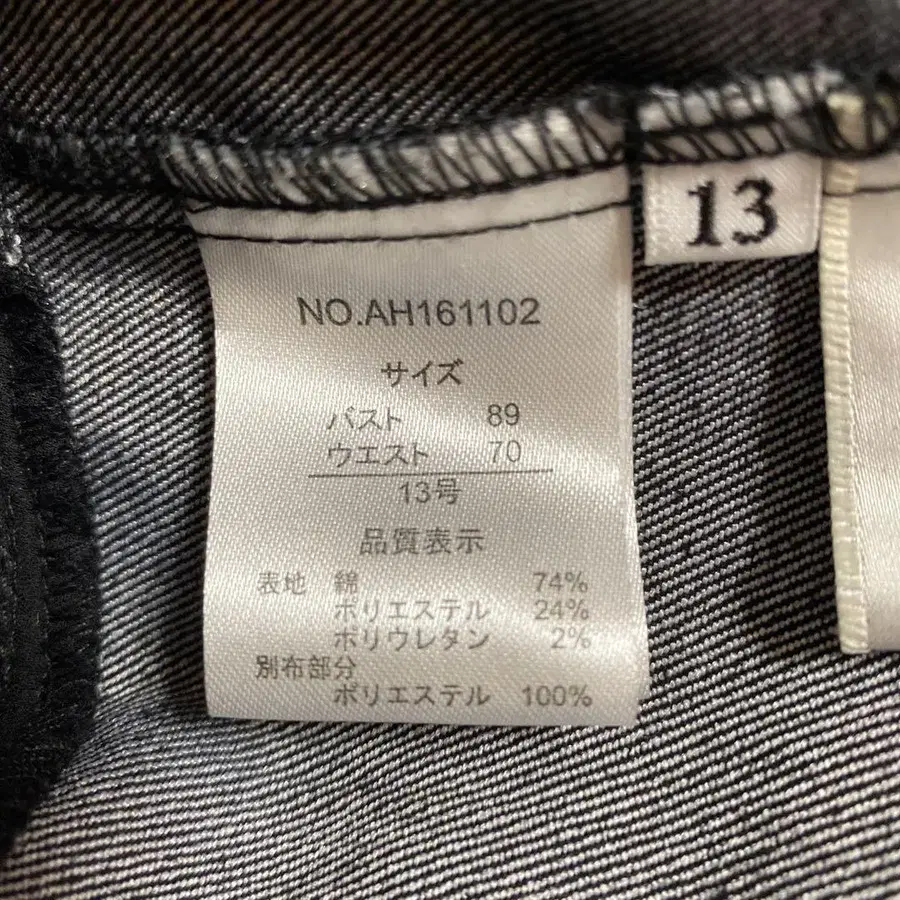 13
NO.AH161102
サイズ
バスト 89
ウエスト 70
13号
品質表示
表地 綿 74%
ポリエステル 24%
ポリウレタン 2%
別布部分
ポリエステル 100%